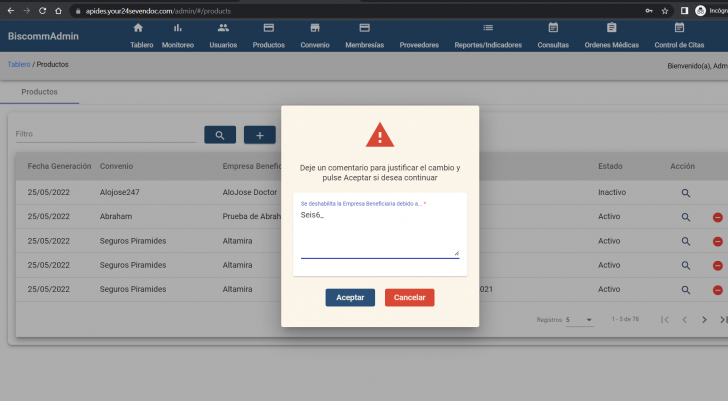 apides.your24sevendoc.com/admin/#/products
Incógn
BiscommAdmin
Tablero
Monitoreo
Usuarios
Productos
Convenio
Membresías
Proveedores
Reportes/Indicadores
Consultas
Ordenes Médicas
Control de Citas
Tablero / Productos
Bienvenido(a), Adm
Productos
Filtro
Fecha Generación Convenio Empresa Benefic Estado Acción
25/05/2022 Alojose247 AloJose Doctor Inactivo
25/05/2022 Abraham Prueba de Abrah Activo
25/05/2022 Seguros Piramides Altamira Activo
25/05/2022 Seguros Piramides Altamira Activo
25/05/2022 Seguros Piramides Altamira 021 Activo
Registros 5 1 - 5 de 76
Deje un comentario para justificar el cambio y
pulse Aceptar si desea continuar
Se deshabilita la Empresa Beneficiaria debido a... *
Seis6_
Aceptar
Cancelar